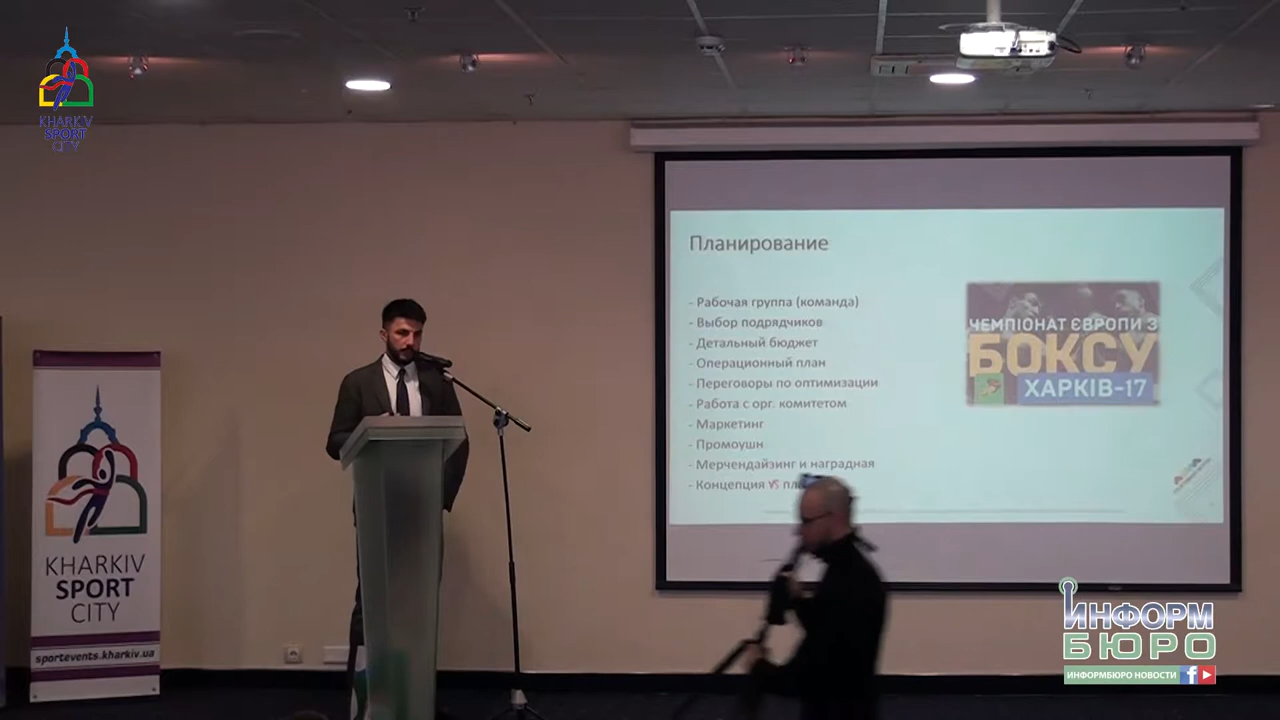 KHARKIV
SPORT
CITY
Планирование
- Рабочая группа (команда)
- Выбор подрядчиков
- Детальный бюджет
- Операционный план
- Переговоры по оптимизации
- Работа с орг. комитетом
- Маркетинг
- Промоушн
- Мерчендайзинг и наградная
- Концепция VS
ЧЕМПІОНАТ ЄВРОПИ З
БОКСУ
ХАРКІВ-17
KHARKIV
SPORT
CITY
sportevents.kharkiv.ua
ИНФОРМ
БЮРО
ИНФОРМБЮРО НОВОСТИ